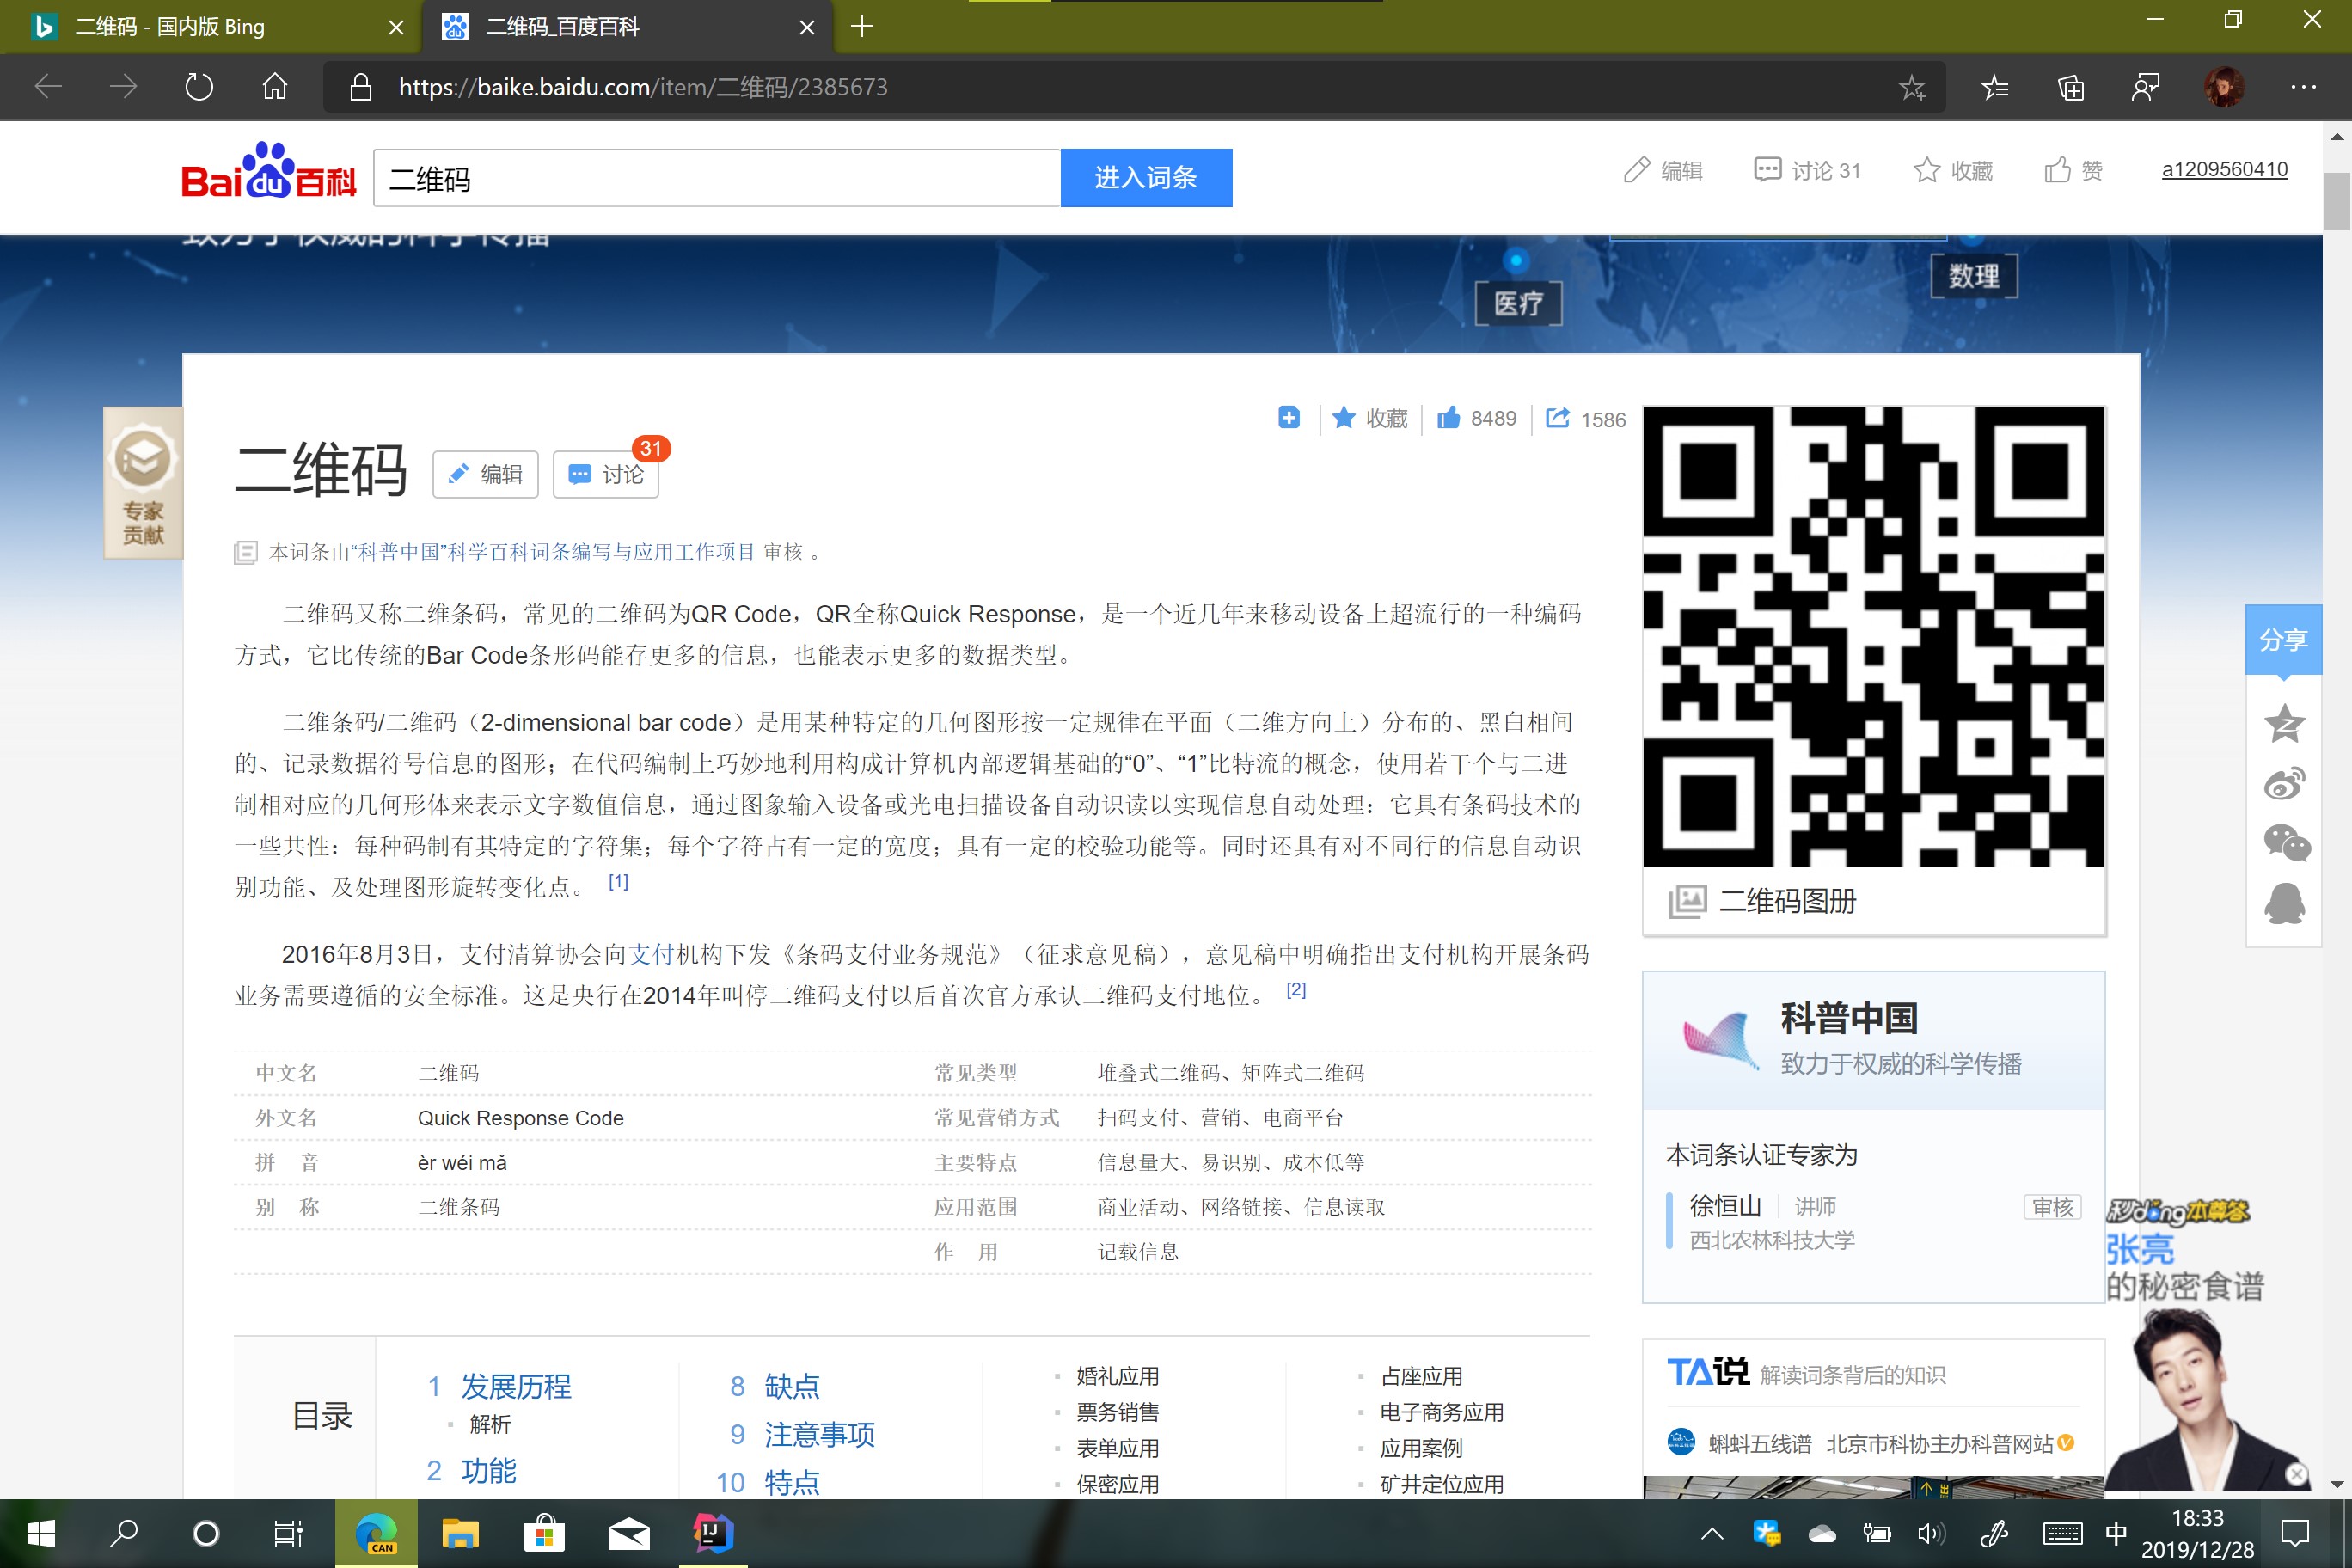 二维码 - 国内版 Bing
二维码_百度百科
https://baike.baidu.com/item/二维码/2385673
Bai du 百科
二维码
进入词条
编辑
讨论 31
收藏
赞
a1209560410
致力于权威的科学传播
医疗
数理
专家
贡献
收藏
8489
1586
二维码
编辑
讨论
31
本词条由“科普中国”科学百科词条编写与应用工作项目 审核 。
二维码又称二维条码，常见的二维码为QR Code，QR全称Quick Response，是一个近几年来移动设备上超流行的一种编码
方式，它比传统的Bar Code条形码能存更多的信息，也能表示更多的数据类型。
二维条码/二维码（2-dimensional bar code）是用某种特定的几何图形按一定规律在平面（二维方向上）分布的、黑白相间
的、记录数据符号信息的图形；在代码编制上巧妙地利用构成计算机内部逻辑基础的“0”、“1”比特流的概念，使用若干个与二进
制相对应的几何形体来表示文字数值信息，通过图象输入设备或光电扫描设备自动识读以实现信息自动处理：它具有条码技术的
一些共性：每种码制有其特定的字符集；每个字符占有一定的宽度；具有一定的校验功能等。同时还具有对不同行的信息自动识
别功能、及处理图形旋转变化点。 [1]
2016年8月3日，支付清算协会向支付机构下发《条码支付业务规范》（征求意见稿），意见稿中明确指出支付机构开展条码
业务需要遵循的安全标准。这是央行在2014年叫停二维码支付以后首次官方承认二维码支付地位。 [2]
中文名 二维码
外文名 Quick Response Code
拼 音 èr wéi mǎ
别 称 二维条码
常见类型 堆叠式二维码、矩阵式二维码
常见营销方式 扫码支付、营销、电商平台
主要特点 信息量大、易识别、成本低等
应用范围 商业活动、网络链接、信息读取
作 用 记载信息
目录
1 发展历程
解析
2 功能
8 缺点
9 注意事项
10 特点
婚礼应用
票务销售
表单应用
保密应用
占座应用
电子商务应用
应用案例
矿井定位应用
二维码图册
科普中国
致力于权威的科学传播
本词条认证专家为
徐恒山 讲师
审核
西北农林科技大学
TA说 解读词条背后的知识
蝌蚪五线谱 北京市科协主办科普网站
分享
秒dǒng本尊答
张亮
的秘密食谱
CAN
IJ
中
18:33
2019/12/28